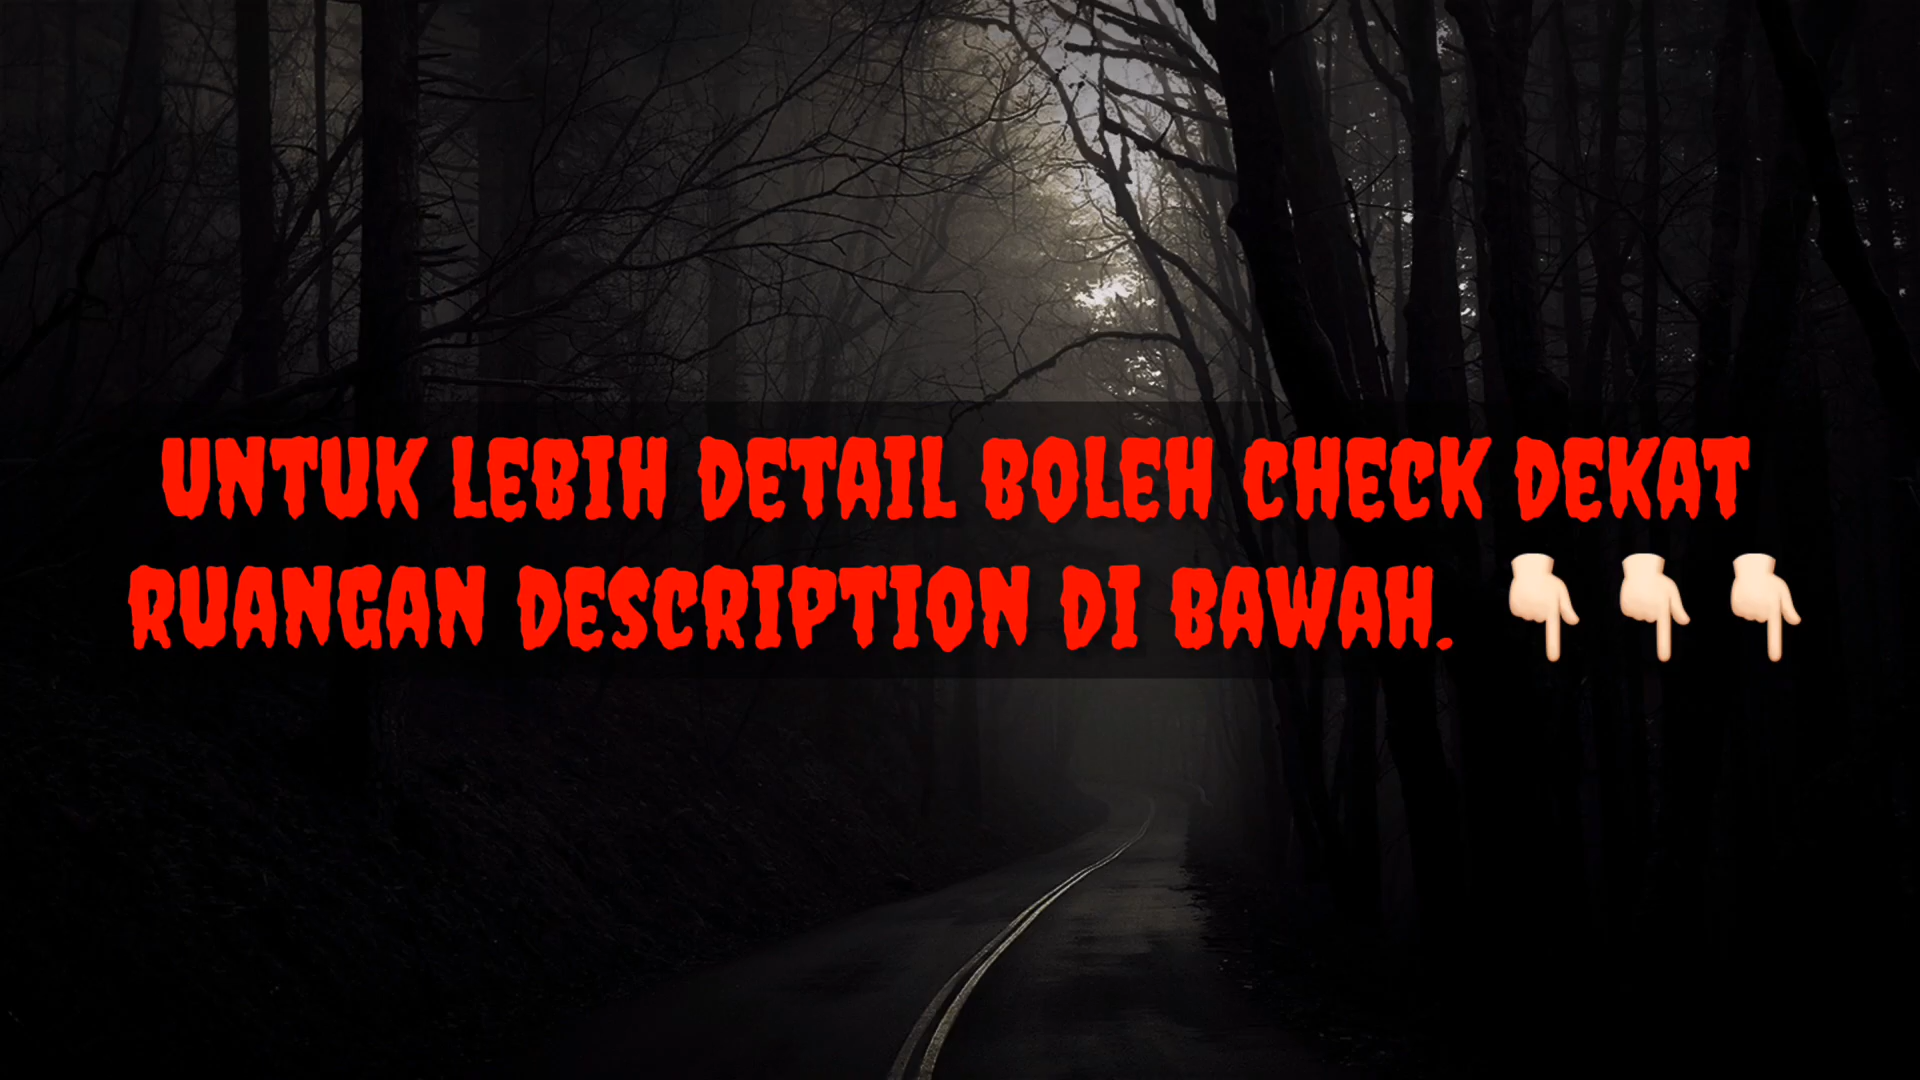 UNTUK LEBIH DETAIL BOLEH CHECK DEKAT
RUANGAN DESCRIPTION DI BAWAH. 👇🏻 👇🏻 👇🏻